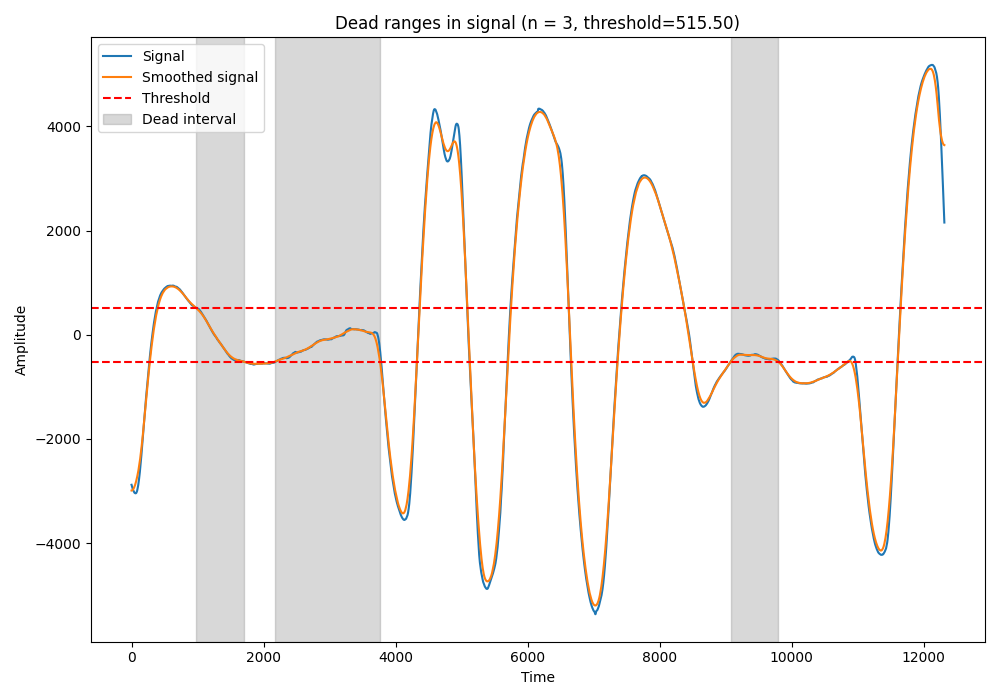 Dead ranges in signal (n = 3, threshold=515.50)
Signal
Smoothed signal
Threshold
Dead interval
Amplitude
4000
2000
0
−2000
−4000
0 2000 4000 6000 8000 10000 12000
Time